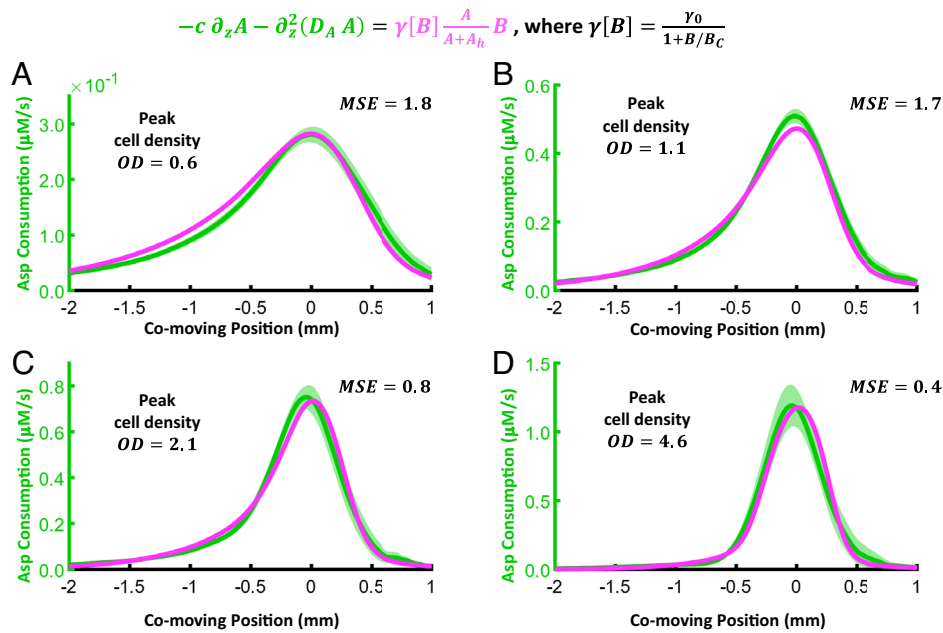 −c ∂_z A − ∂_z^2(D_A A) = γ[B] A/(A+A_h) B , where γ[B] = γ_0/(1+B/B_C)
A
×10^-1
Peak
cell density
OD = 0.6
MSE = 1.8
Asp Consumption (µM/s)
3.0
2.0
1.0
0.0
-2 -1.5 -1 -0.5 0 0.5 1
Co-moving Position (mm)
B
Peak
cell density
OD = 1.1
MSE = 1.7
Asp Consumption (µM/s)
0.6
0.4
0.2
0.0
-2 -1.5 -1 -0.5 0 0.5 1
Co-moving Position (mm)
C
Peak
cell density
OD = 2.1
MSE = 0.8
Asp Consumption (µM/s)
0.8
0.6
0.4
0.2
0.0
-2 -1.5 -1 -0.5 0 0.5 1
Co-moving Position (mm)
D
Peak
cell density
OD = 4.6
MSE = 0.4
Asp Consumption (µM/s)
1.5
1.0
0.5
0.0
-2 -1.5 -1 -0.5 0 0.5 1
Co-moving Position (mm)